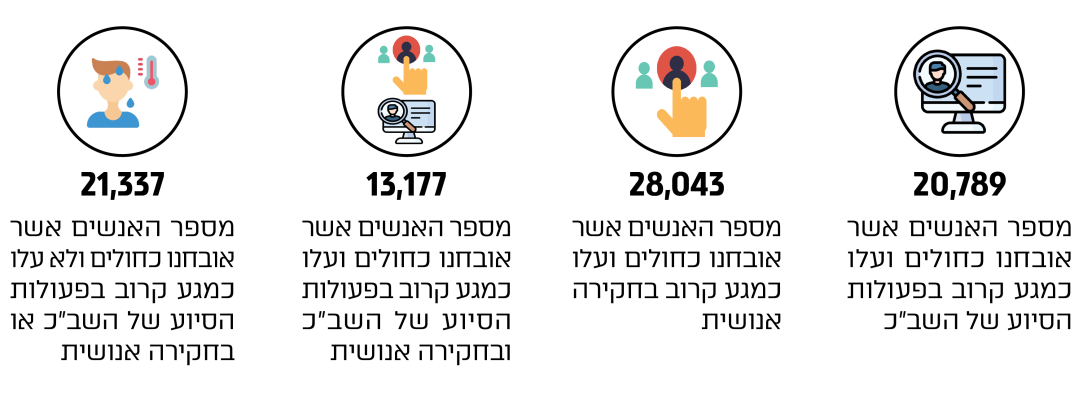 20,789
מספר האנשים אשר
אובחנו כחולים ועלו
כמגע קרוב בפעולות
הסיוע של השב"כ
28,043
מספר האנשים אשר
אובחנו כחולים ועלו
כמגע קרוב בחקירה
אנושית
13,177
מספר האנשים אשר
אובחנו כחולים ועלו
כמגע קרוב בפעולות
הסיוע של השב"כ
ובחקירה אנושית
21,337
מספר האנשים אשר
אובחנו כחולים ולא עלו
כמגע קרוב בפעולות
הסיוע של השב"כ או
בחקירה אנושית